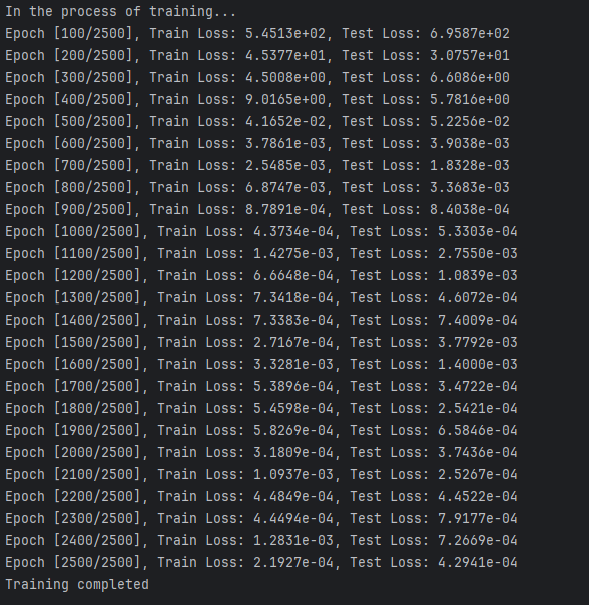 In the process of training...
Epoch [100/2500], Train Loss: 5.4513e+02, Test Loss: 6.9587e+02
Epoch [200/2500], Train Loss: 4.5377e+01, Test Loss: 3.0757e+01
Epoch [300/2500], Train Loss: 4.5008e+00, Test Loss: 6.6086e+00
Epoch [400/2500], Train Loss: 9.0165e+00, Test Loss: 5.7816e+00
Epoch [500/2500], Train Loss: 4.1652e-02, Test Loss: 5.2256e-02
Epoch [600/2500], Train Loss: 3.7861e-03, Test Loss: 3.9038e-03
Epoch [700/2500], Train Loss: 2.5485e-03, Test Loss: 1.8328e-03
Epoch [800/2500], Train Loss: 6.8747e-03, Test Loss: 3.3683e-03
Epoch [900/2500], Train Loss: 8.7891e-04, Test Loss: 8.4038e-04
Epoch [1000/2500], Train Loss: 4.3734e-04, Test Loss: 5.3303e-04
Epoch [1100/2500], Train Loss: 1.4275e-03, Test Loss: 2.7550e-03
Epoch [1200/2500], Train Loss: 6.6648e-04, Test Loss: 1.0839e-03
Epoch [1300/2500], Train Loss: 7.3418e-04, Test Loss: 4.6072e-04
Epoch [1400/2500], Train Loss: 7.3383e-04, Test Loss: 7.4009e-04
Epoch [1500/2500], Train Loss: 2.7167e-04, Test Loss: 3.7792e-03
Epoch [1600/2500], Train Loss: 3.3281e-03, Test Loss: 1.4000e-03
Epoch [1700/2500], Train Loss: 5.3896e-04, Test Loss: 3.4722e-04
Epoch [1800/2500], Train Loss: 5.4598e-04, Test Loss: 2.5421e-04
Epoch [1900/2500], Train Loss: 5.8269e-04, Test Loss: 6.5846e-04
Epoch [2000/2500], Train Loss: 3.1809e-04, Test Loss: 3.7436e-04
Epoch [2100/2500], Train Loss: 1.0937e-03, Test Loss: 2.5267e-04
Epoch [2200/2500], Train Loss: 4.4849e-04, Test Loss: 4.4522e-04
Epoch [2300/2500], Train Loss: 4.4494e-04, Test Loss: 7.9177e-04
Epoch [2400/2500], Train Loss: 1.2831e-03, Test Loss: 7.2669e-04
Epoch [2500/2500], Train Loss: 2.1927e-04, Test Loss: 4.2941e-04
Training completed